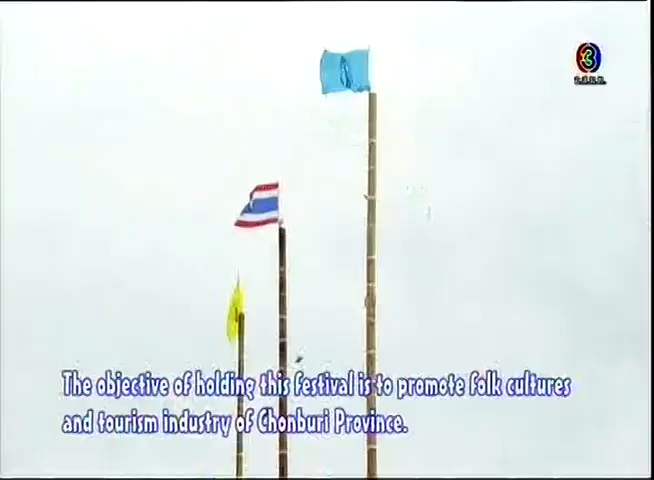 The objective of holding this festival is to promote folk cultures
and tourism industry of Chonburi Province.